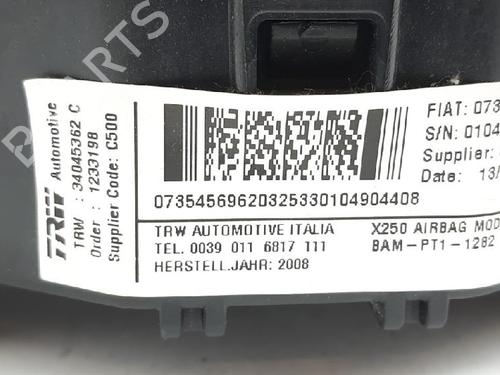 TRW Automotive
TRW : 34045362 C
Order : 1233198
Supplier Code: C500
FIAT: 073
S/N: 0104
Supplier:
Date: 13/
07354569620325330104904408
TRW AUTOMOTIVE ITALIA
TEL. 0039 011 6817 111
HERSTELL.JAHR: 2008
X250 AIRBAG MOD
BAM-PT1-1282